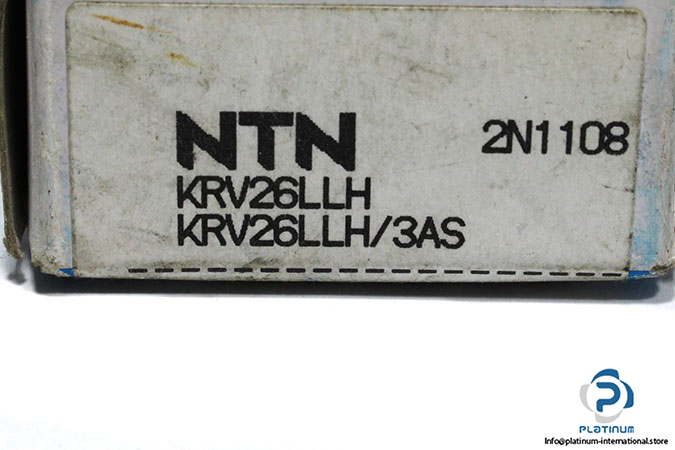 NTN
2N1108
KRV26LLH
KRV26LLH/3AS
PLATINUM
Info@platinum-international.store